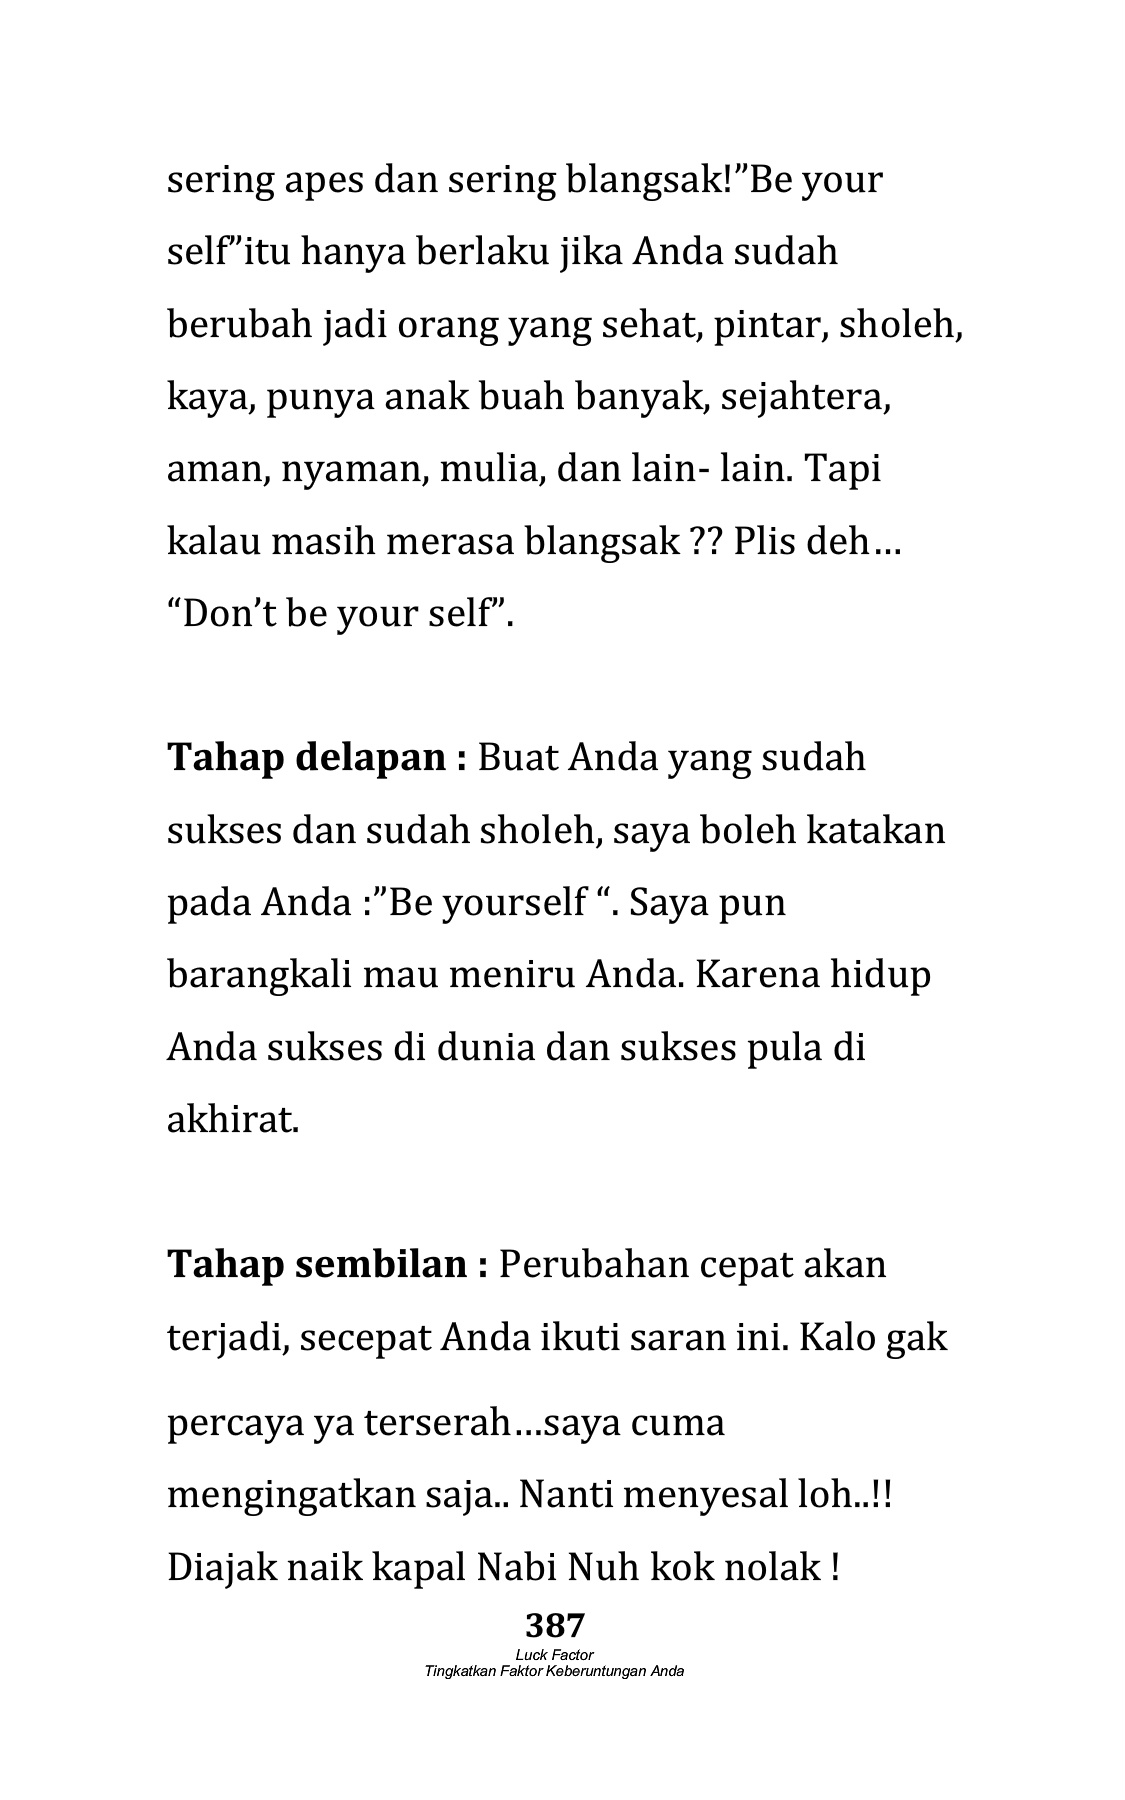 sering apes dan sering blangsak!”Be your
self”itu hanya berlaku jika Anda sudah
berubah jadi orang yang sehat, pintar, sholeh,
kaya, punya anak buah banyak, sejahtera,
aman, nyaman, mulia, dan lain- lain. Tapi
kalau masih merasa blangsak ?? Plis deh…
“Don’t be your self”.
Tahap delapan : Buat Anda yang sudah
sukses dan sudah sholeh, saya boleh katakan
pada Anda :”Be yourself “. Saya pun
barangkali mau meniru Anda. Karena hidup
Anda sukses di dunia dan sukses pula di
akhirat.
Tahap sembilan : Perubahan cepat akan
terjadi, secepat Anda ikuti saran ini. Kalo gak
percaya ya terserah…saya cuma
mengingatkan saja.. Nanti menyesal loh..!!
Diajak naik kapal Nabi Nuh kok nolak !
387
Luck Factor
Tingkatkan Faktor Keberuntungan Anda